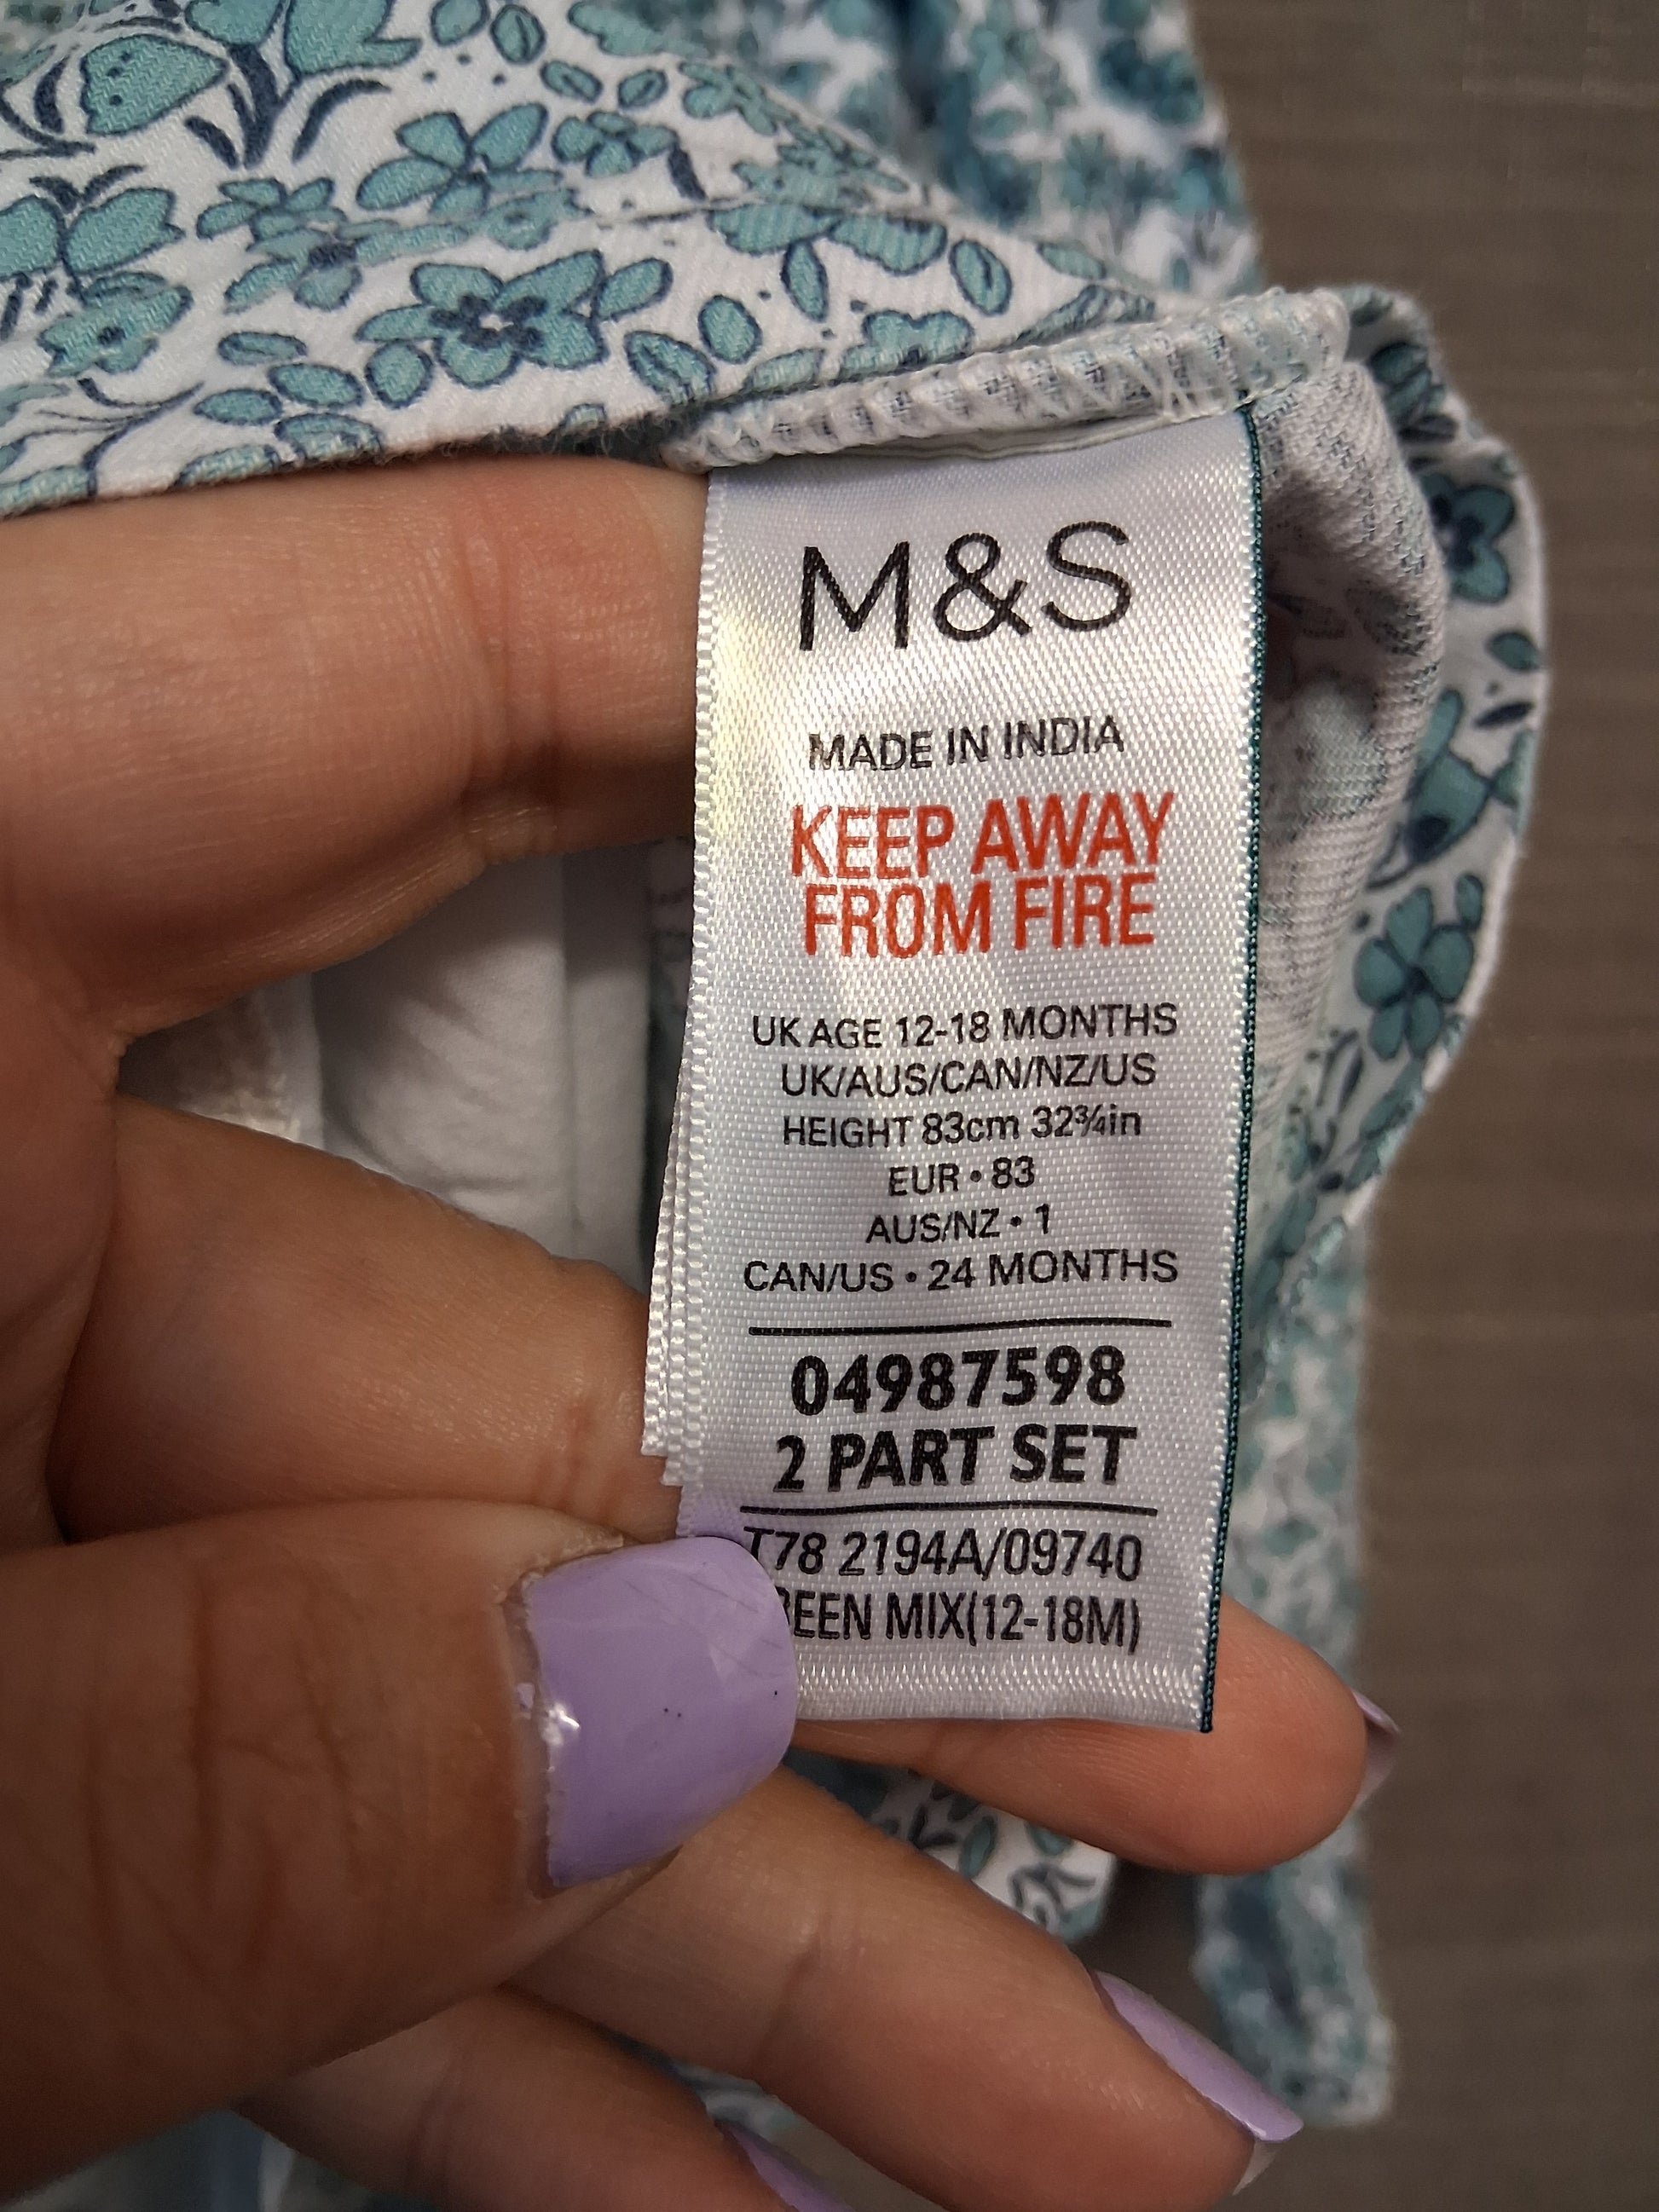 M&S
MADE IN INDIA
KEEP AWAY
FROM FIRE
UK AGE 12-18 MONTHS
UK/AUS/CAN/NZ/US
HEIGHT 83cm 32¾in
EUR • 83
AUS/NZ • 1
CAN/US • 24 MONTHS
04987598
2 PART SET
T78 2194A/09740
MIX(12-18M)